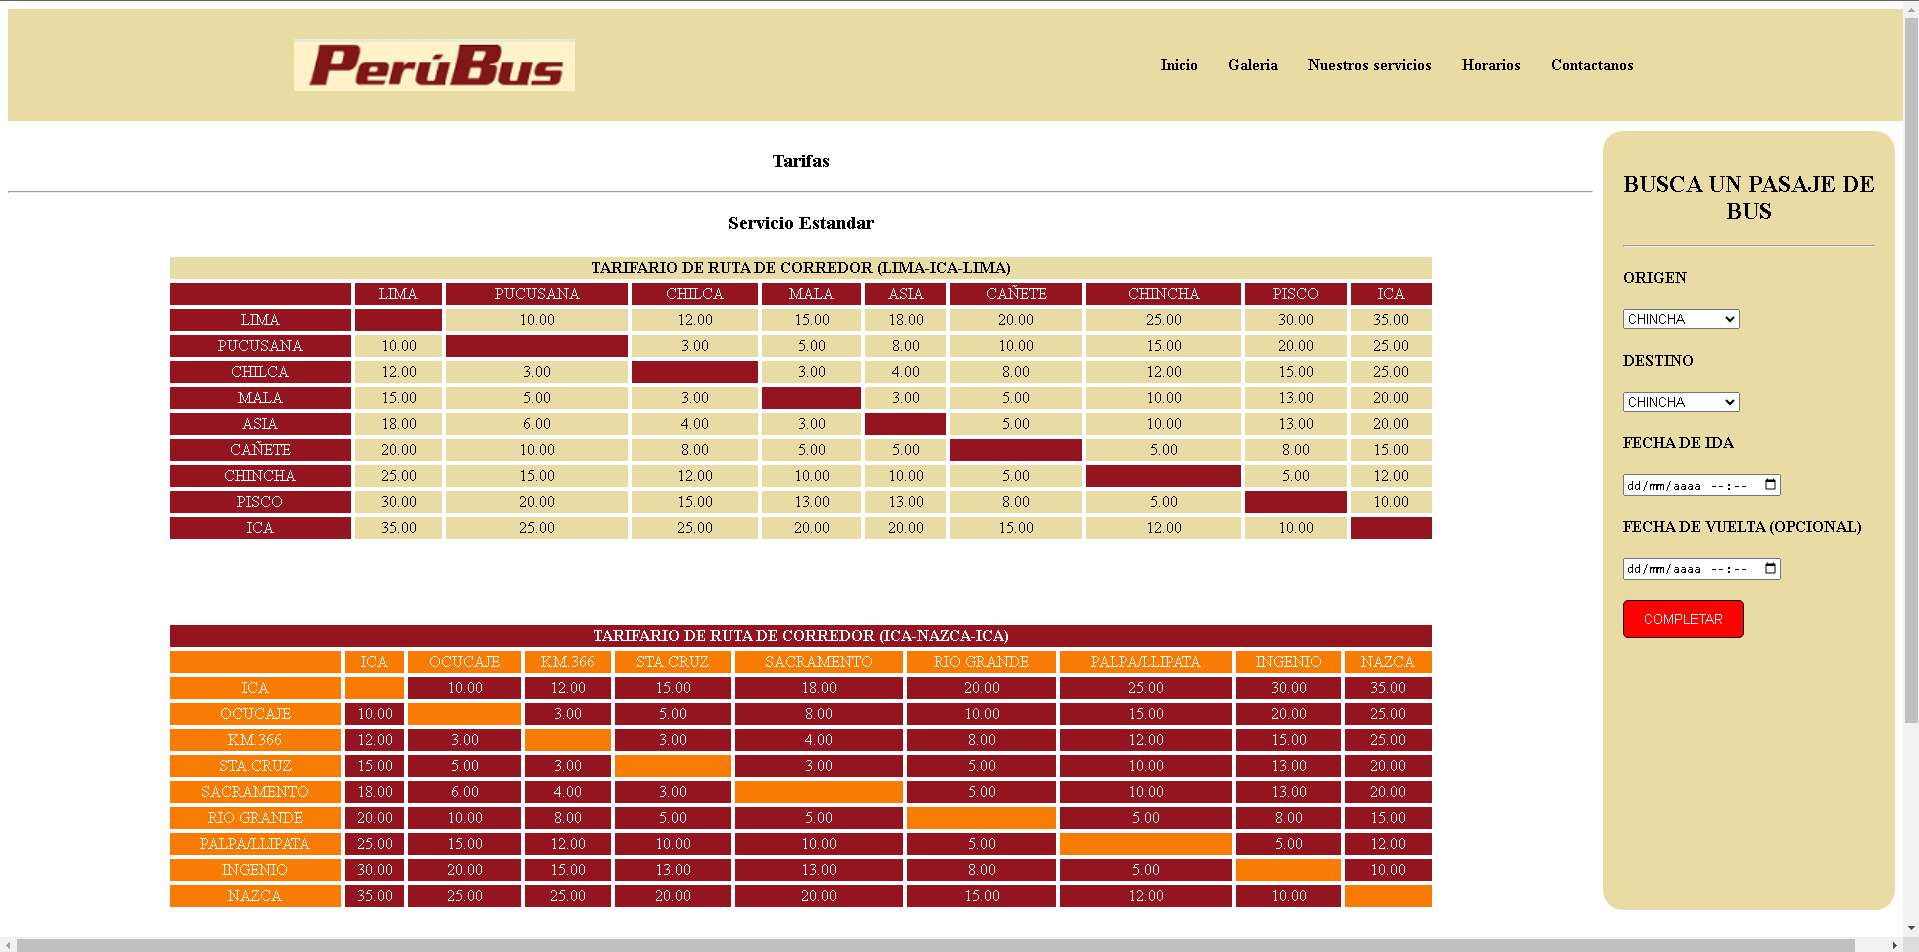 PerúBus
Inicio Galeria Nuestros servicios Horarios Contactanos
Tarifas
Servicio Estandar
TARIFARIO DE RUTA DE CORREDOR (LIMA-ICA-LIMA)
LIMA PUCUSANA CHILCA MALA ASIA CAÑETE CHINCHA PISCO ICA
LIMA 10.00 12.00 15.00 18.00 20.00 25.00 30.00 35.00
PUCUSANA 10.00 3.00 5.00 8.00 10.00 15.00 20.00 25.00
CHILCA 12.00 3.00 3.00 4.00 8.00 12.00 15.00 25.00
MALA 15.00 5.00 3.00 3.00 5.00 10.00 13.00 20.00
ASIA 18.00 6.00 4.00 3.00 5.00 10.00 13.00 20.00
CAÑETE 20.00 10.00 8.00 5.00 5.00 5.00 8.00 15.00
CHINCHA 25.00 15.00 12.00 10.00 10.00 5.00 5.00 12.00
PISCO 30.00 20.00 15.00 13.00 13.00 8.00 5.00 10.00
ICA 35.00 25.00 25.00 20.00 20.00 15.00 12.00 10.00
TARIFARIO DE RUTA DE CORREDOR (ICA-NAZCA-ICA)
ICA OCUCAJE KM.366 STA.CRUZ SACRAMENTO RIO GRANDE PALPA/LLIPATA INGENIO NAZCA
ICA 10.00 12.00 15.00 18.00 20.00 25.00 30.00 35.00
OCUCAJE 10.00 3.00 5.00 8.00 10.00 15.00 20.00 25.00
KM.366 12.00 3.00 3.00 4.00 8.00 12.00 15.00 25.00
STA.CRUZ 15.00 5.00 3.00 3.00 5.00 10.00 13.00 20.00
SACRAMENTO 18.00 6.00 4.00 3.00 5.00 10.00 13.00 20.00
RIO GRANDE 20.00 10.00 8.00 5.00 5.00 5.00 8.00 15.00
PALPA/LLIPATA 25.00 15.00 12.00 10.00 10.00 5.00 5.00 12.00
INGENIO 30.00 20.00 15.00 13.00 13.00 8.00 5.00 10.00
NAZCA 35.00 25.00 25.00 20.00 20.00 15.00 12.00 10.00
BUSCA UN PASAJE DE
BUS
ORIGEN
CHINCHA
DESTINO
CHINCHA
FECHA DE IDA
dd/mm/aaaa --:--
FECHA DE VUELTA (OPCIONAL)
dd/mm/aaaa --:--
COMPLETAR